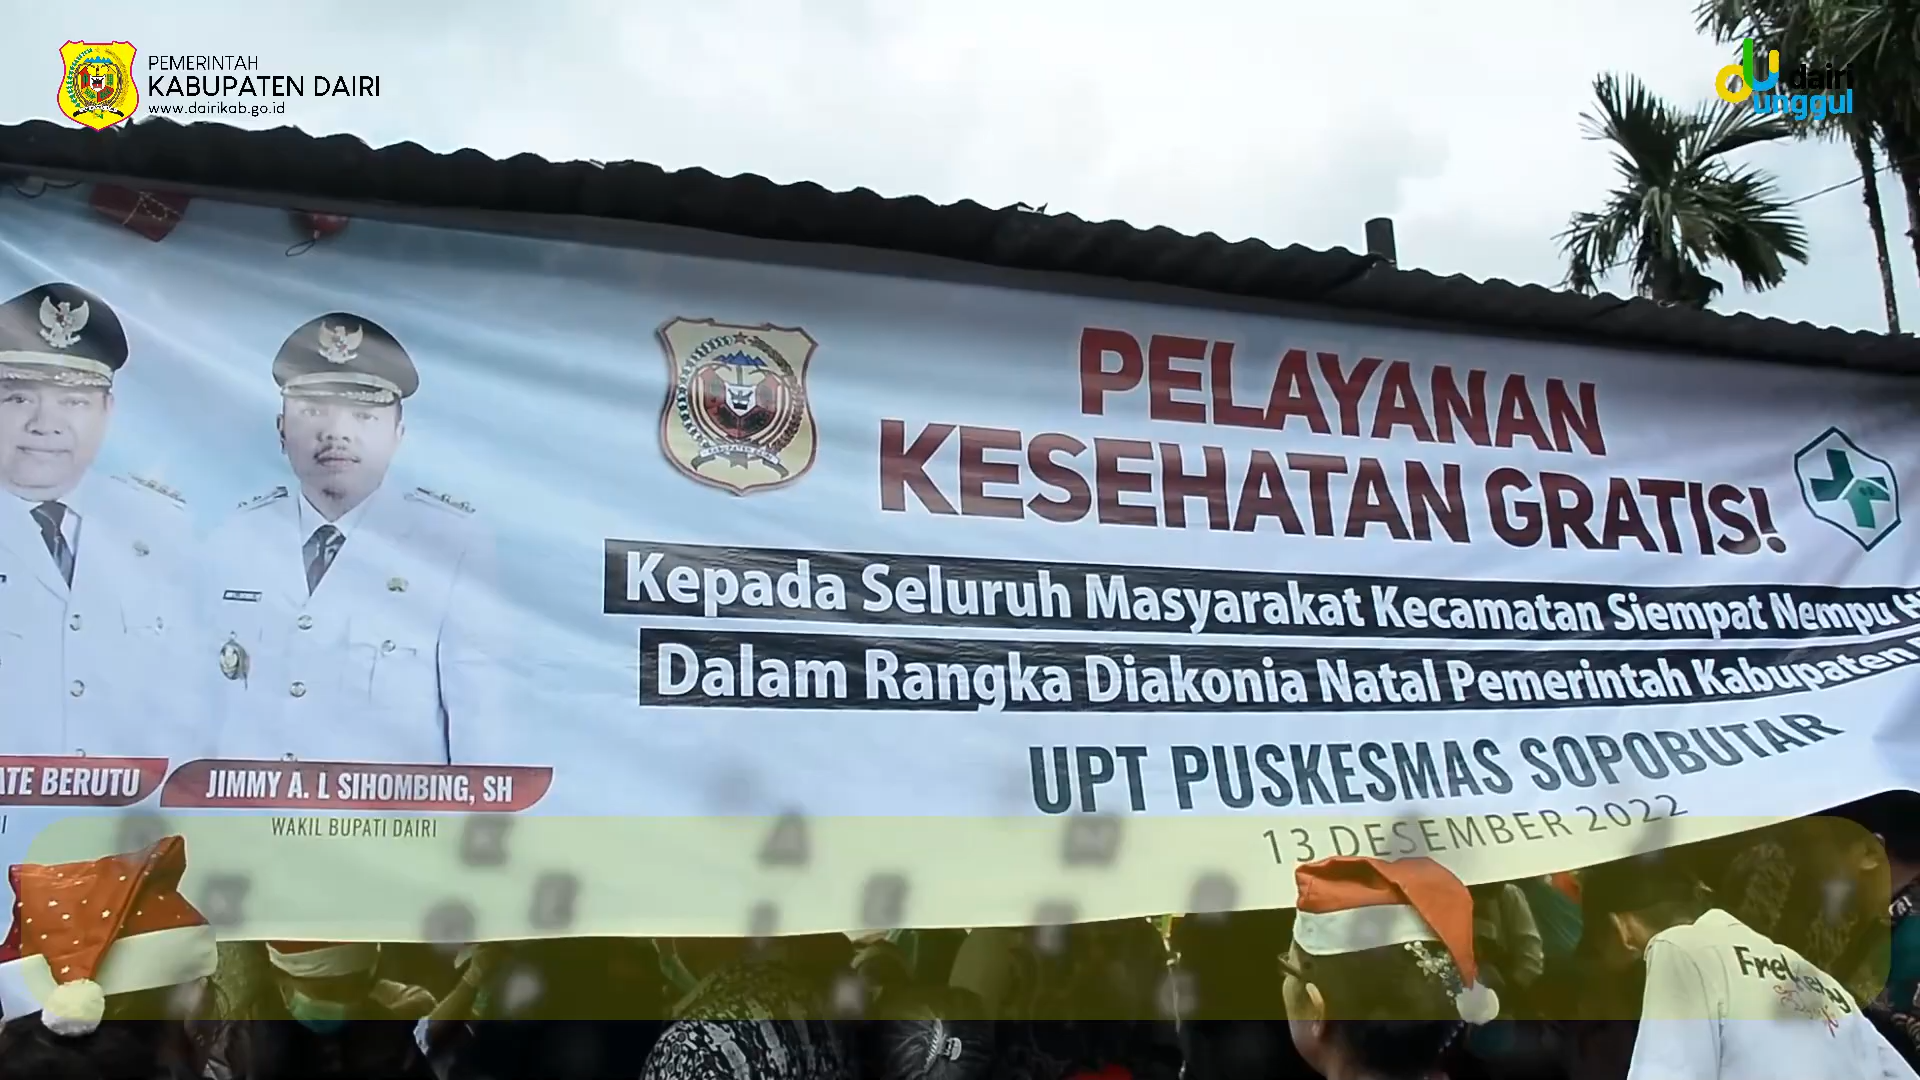 PEMERINTAH
KABUPATEN DAIRI
www.dairikab.go.id
dairi
unggul
PELAYANAN
KESEHATAN GRATIS!
Kepada Seluruh Masyarakat Kecamatan Siempat Nempu
Dalam Rangka Diakonia Natal Pemerintah Kabupaten
UPT PUSKESMAS SOPOBUTAR
13 DESEMBER 2022
BERUTU
JIMMY A. L SIHOMBING, SH
WAKIL BUPATI DAIRI